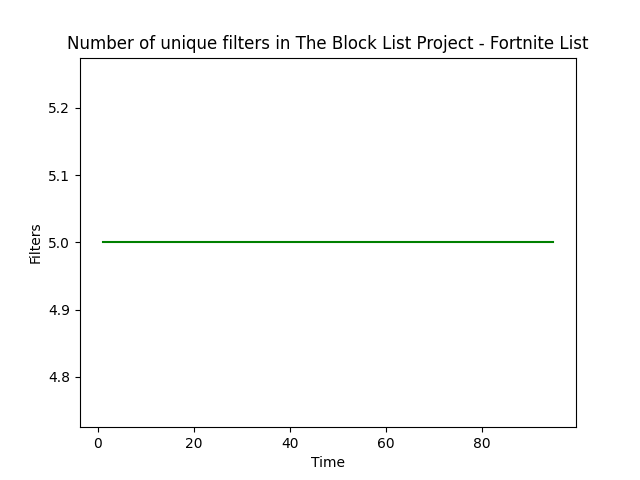 Number of unique filters in The Block List Project - Fortnite List
5.2
5.1
5.0
4.9
4.8
Filters
0 20 40 60 80
Time